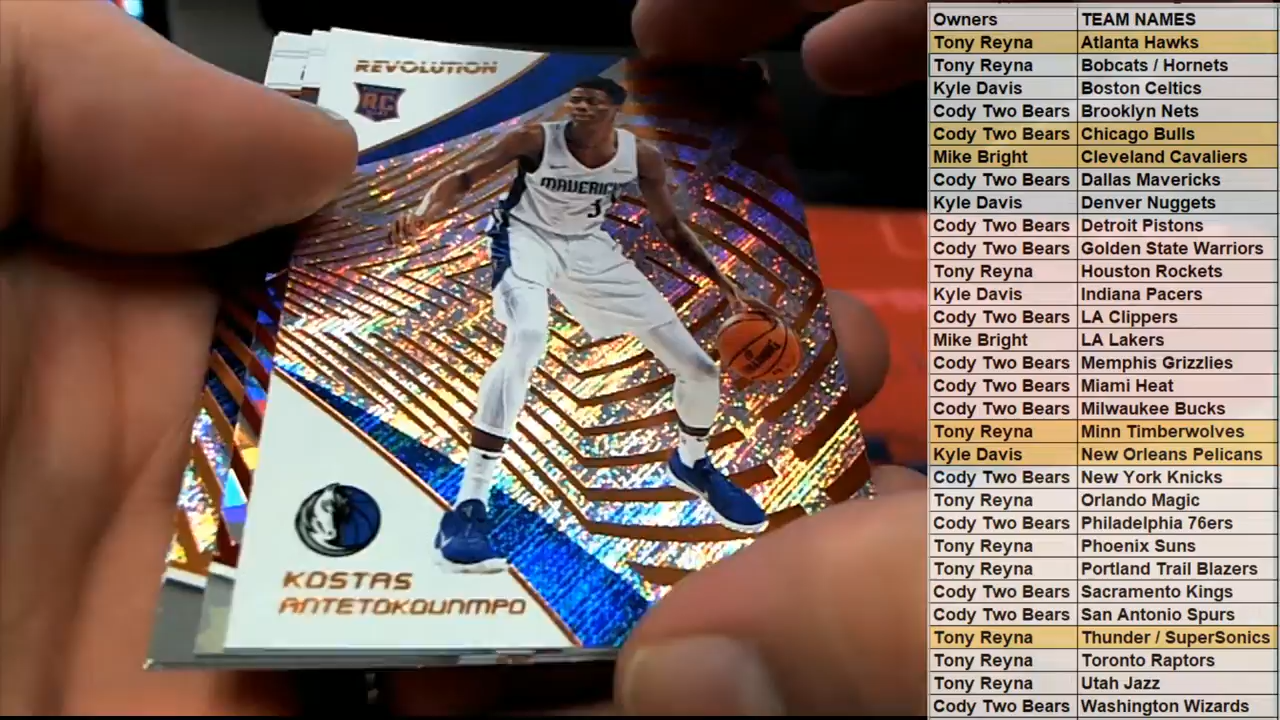 REVOLUTION
RC
MAVERICKS
KOSTAS
ANTETOKOUNMPO
Owners TEAM NAMES
Tony Reyna Atlanta Hawks
Tony Reyna Bobcats / Hornets
Kyle Davis Boston Celtics
Cody Two Bears Brooklyn Nets
Cody Two Bears Chicago Bulls
Mike Bright Cleveland Cavaliers
Cody Two Bears Dallas Mavericks
Kyle Davis Denver Nuggets
Cody Two Bears Detroit Pistons
Cody Two Bears Golden State Warriors
Tony Reyna Houston Rockets
Kyle Davis Indiana Pacers
Cody Two Bears LA Clippers
Mike Bright LA Lakers
Cody Two Bears Memphis Grizzlies
Cody Two Bears Miami Heat
Cody Two Bears Milwaukee Bucks
Tony Reyna Minn Timberwolves
Kyle Davis New Orleans Pelicans
Cody Two Bears New York Knicks
Tony Reyna Orlando Magic
Cody Two Bears Philadelphia 76ers
Tony Reyna Phoenix Suns
Tony Reyna Portland Trail Blazers
Cody Two Bears Sacramento Kings
Cody Two Bears San Antonio Spurs
Tony Reyna Thunder / SuperSonics
Tony Reyna Toronto Raptors
Tony Reyna Utah Jazz
Cody Two Bears Washington Wizards